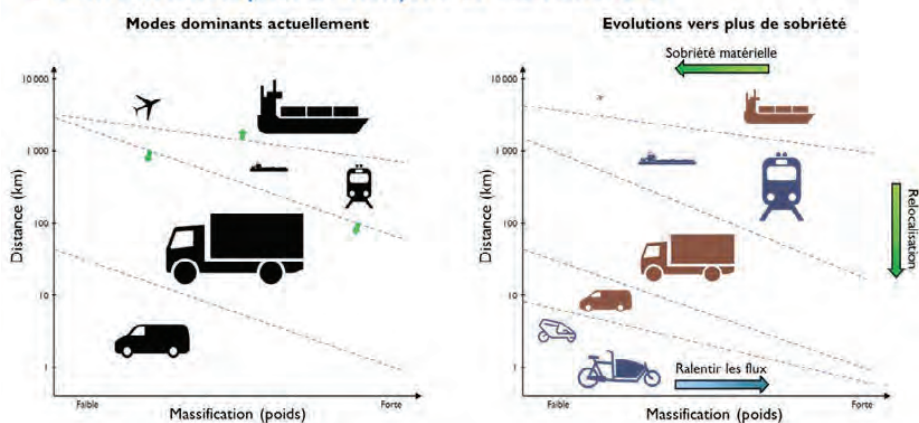 Modes dominants actuellement
Distance (km)
10 000
1 000
100
10
1
Faible
Forte
Massification (poids)
Evolutions vers plus de sobriété
Sobriété matérielle
Distance (km)
10 000
1 000
100
10
1
Relocalisation
Ralentir les flux
Faible
Forte
Massification (poids)